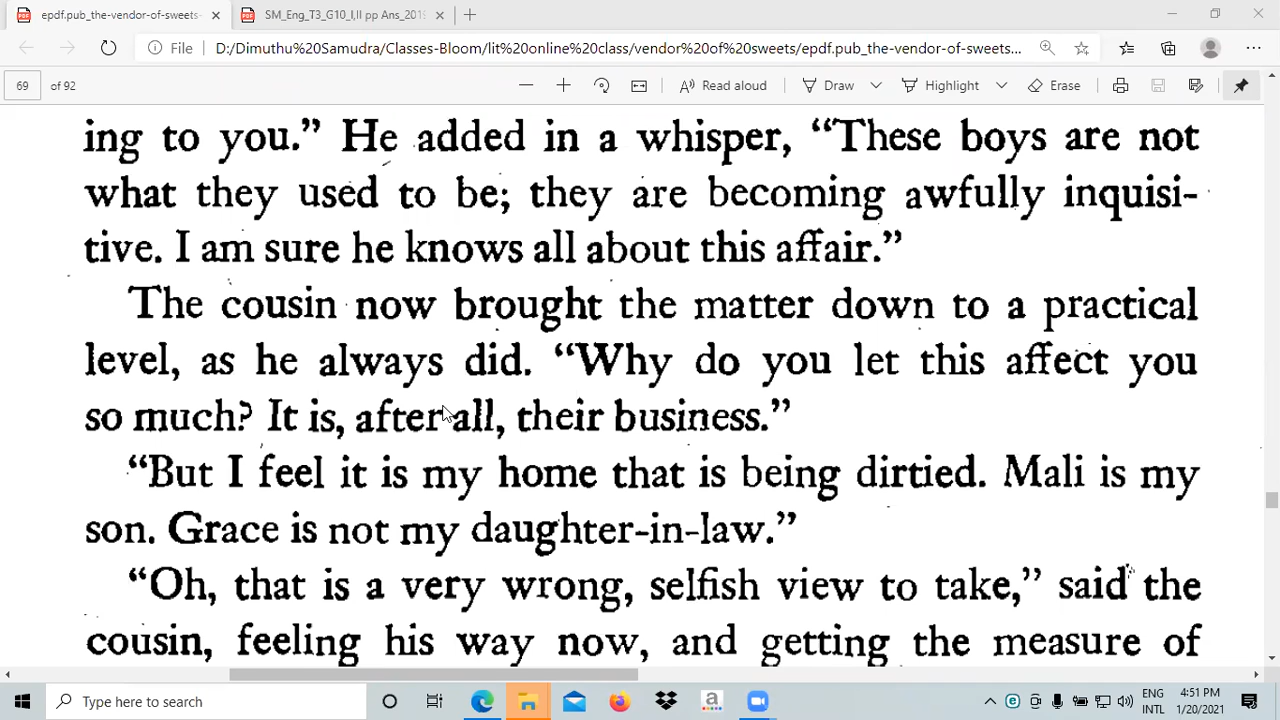 epdf.pub_the-vendor-of-sweets-
SM_Eng_T3_G10_I,II pp Ans_2019
File
D:/Dimuthu%20Samudra/Classes-Bloom/lit%20online%20class/vendor%20of%20sweets/epdf.pub_the-vendor-of-sweets...
69 of 92
Read aloud
Draw
Highlight
Erase
ing to you.” He added in a whisper, “These boys are not
what they used to be; they are becoming awfully inquisi-
tive. I am sure he knows all about this affair.”
The cousin now brought the matter down to a practical
level, as he always did. “Why do you let this affect you
so much? It is, after all, their business.”
“But I feel it is my home that is being dirtied. Mali is my
son. Grace is not my daughter-in-law.”
“Oh, that is a very wrong, selfish view to take,” said the
cousin, feeling his way now, and getting the measure of
Type here to search
ENG
INTL
4:51 PM
1/20/2021